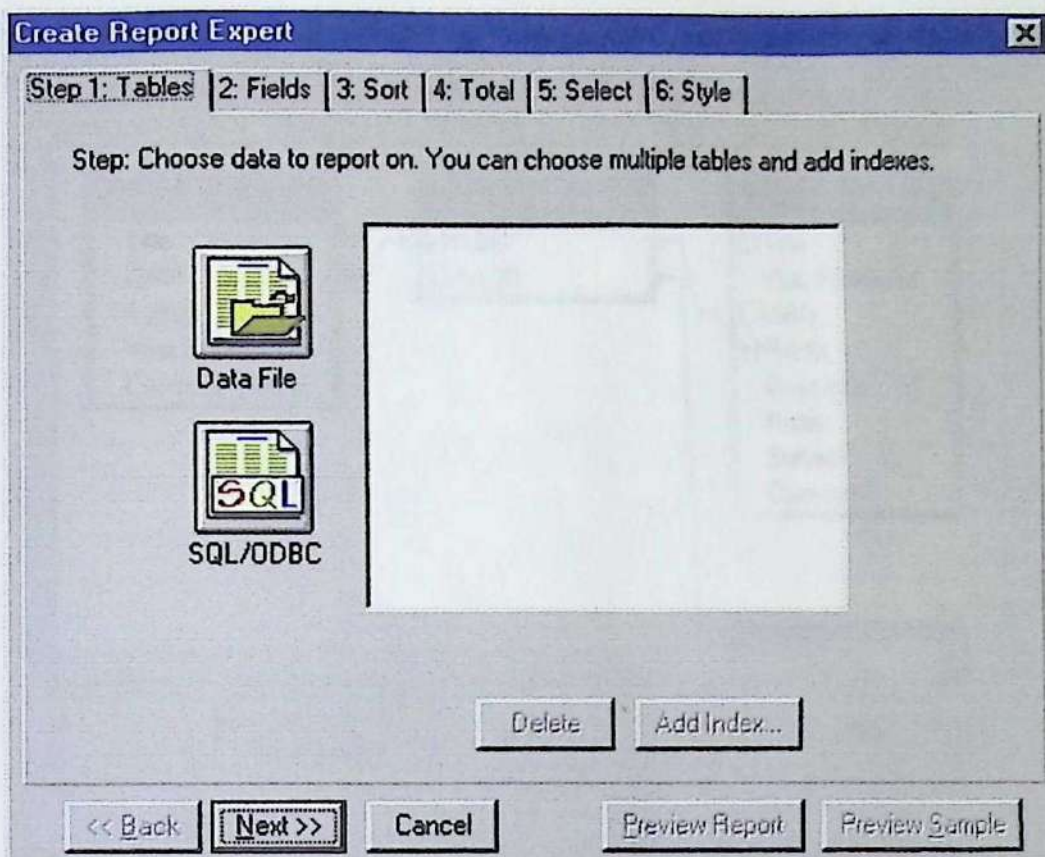 Create Report Expert
Step 1: Tables 2: Fields 3: Sort 4: Total 5: Select 6: Style
Step: Choose data to report on. You can choose multiple tables and add indexes.
Data File
SQL
SQL/ODBC
Delete Add Index...
<< Back Next >> Cancel Preview Report Preview Sample